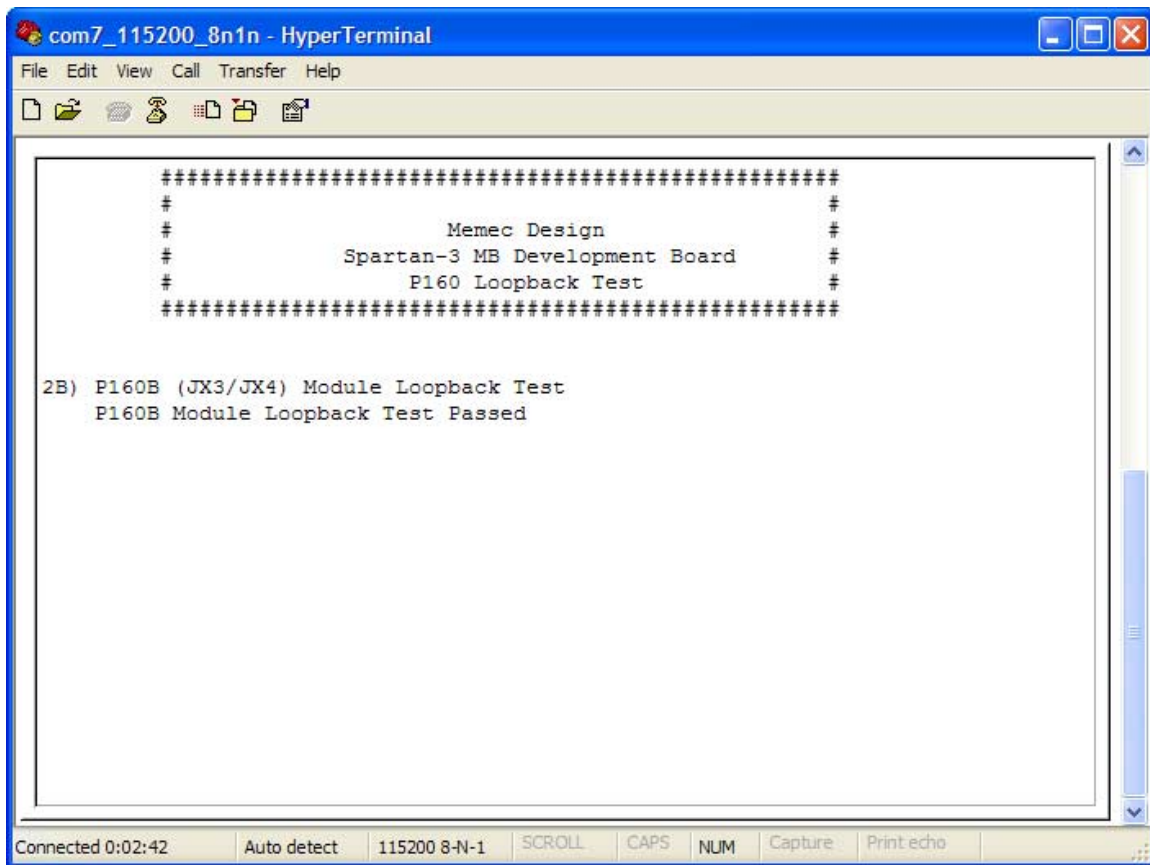 com7_115200_8n1n - HyperTerminal
File Edit View Call Transfer Help
####################################################
# #
# Memec Design #
# Spartan-3 MB Development Board #
# P160 Loopback Test #
####################################################
2B) P160B (JX3/JX4) Module Loopback Test
P160B Module Loopback Test Passed
Connected 0:02:42 Auto detect 115200 8-N-1 SCROLL CAPS NUM Capture Print echo